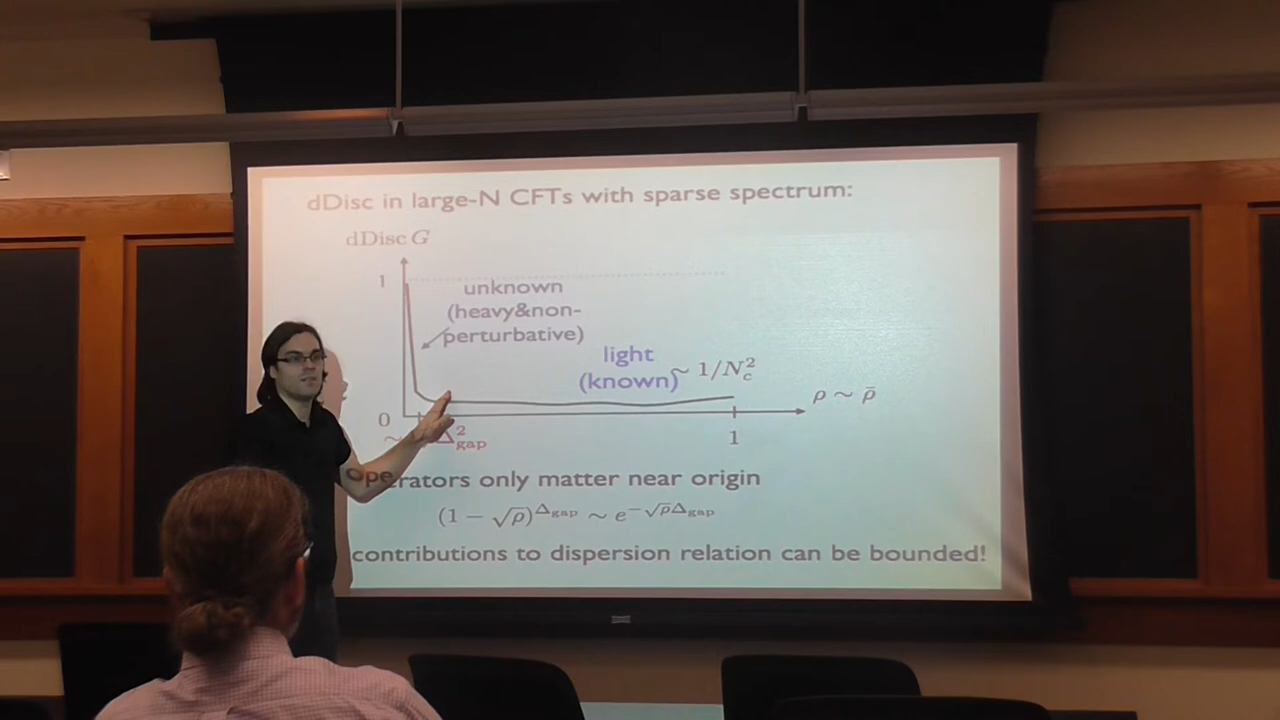 dDisc in large-N CFTs with sparse spectrum:
dDisc G
1
unknown
(heavy&non-
perturbative)
light
(known)
~ 1/N_c^2
ρ ~ ρ̄
0
~
Δ_gap^2
1
operators only matter near origin
(1 − √ρ)^Δgap ~ e^−√ρΔgap
contributions to dispersion relation can be bounded!